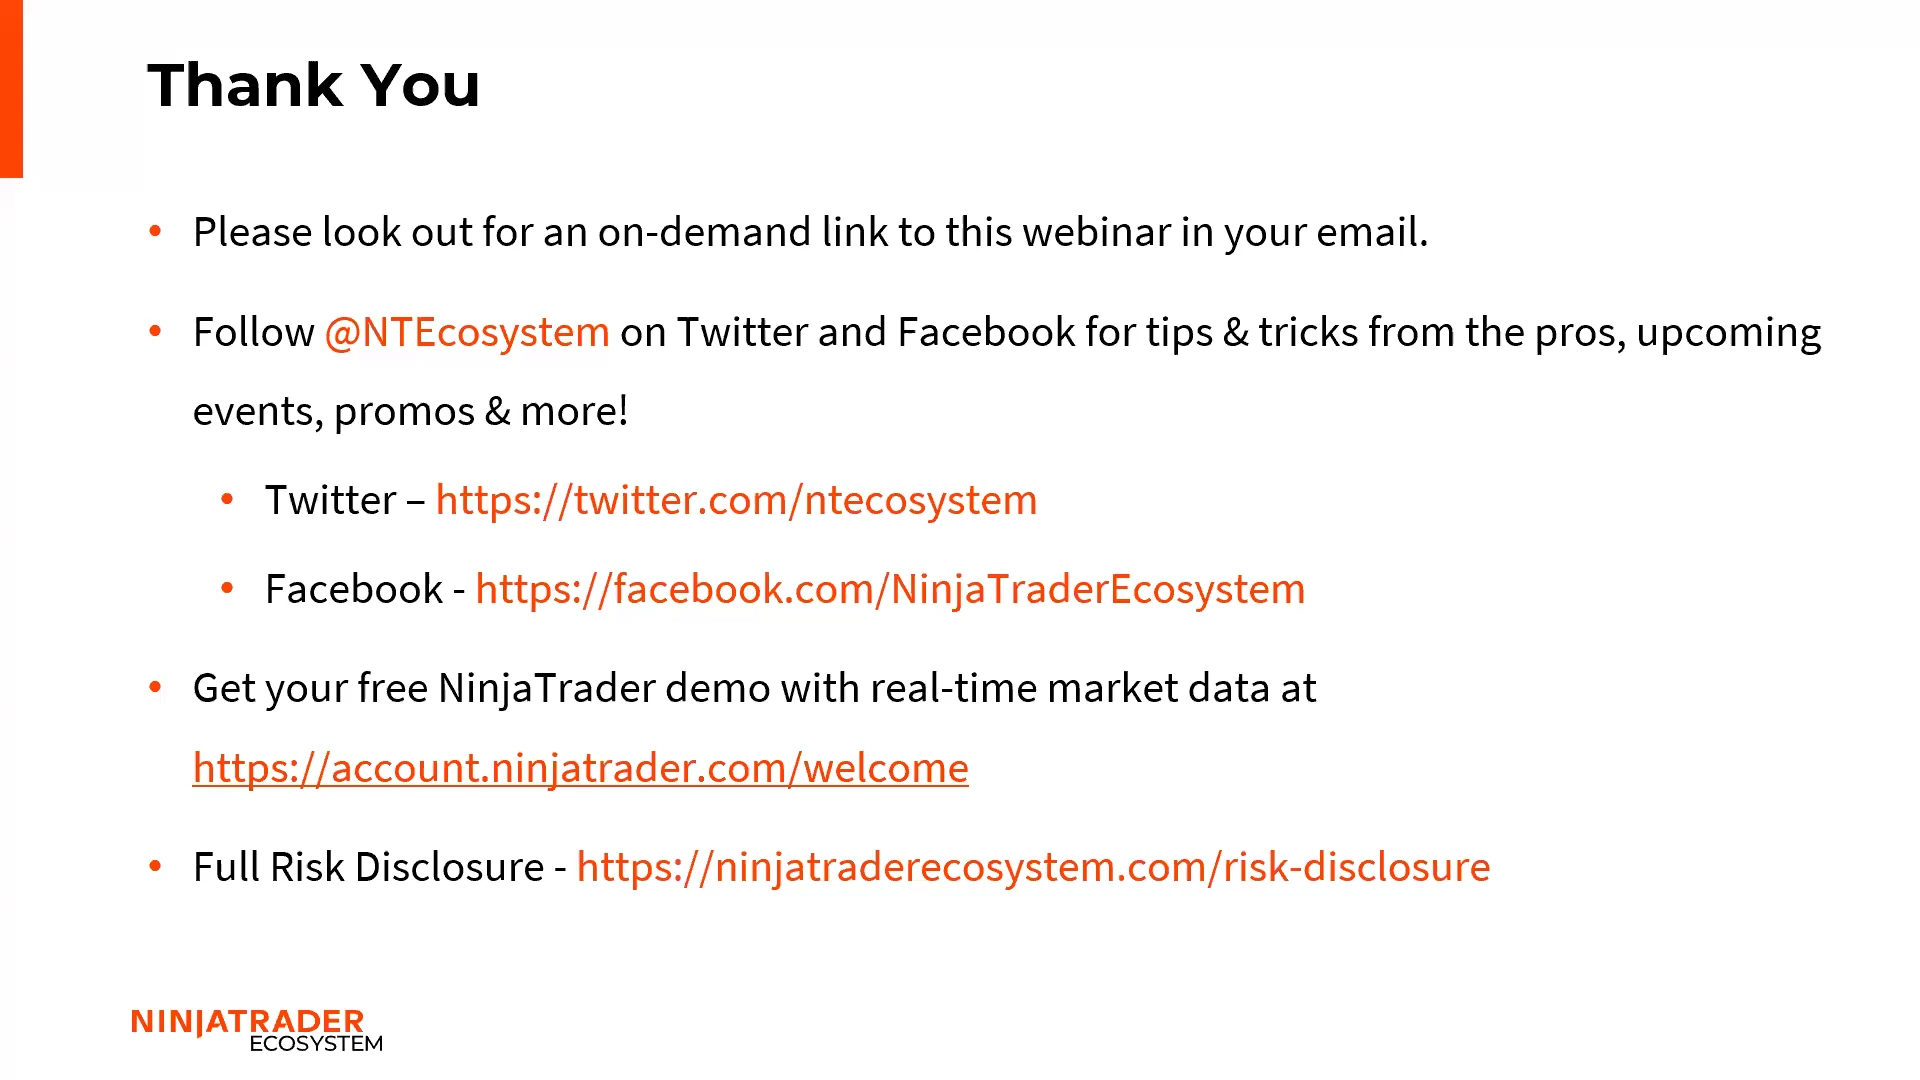 Thank You
• Please look out for an on-demand link to this webinar in your email.
• Follow @NTEcosystem on Twitter and Facebook for tips & tricks from the pros, upcoming
events, promos & more!
• Twitter – https://twitter.com/ntecosystem
• Facebook - https://facebook.com/NinjaTraderEcosystem
• Get your free NinjaTrader demo with real-time market data at
https://account.ninjatrader.com/welcome
• Full Risk Disclosure - https://ninjatraderecosystem.com/risk-disclosure
NINJATRADER
ECOSYSTEM